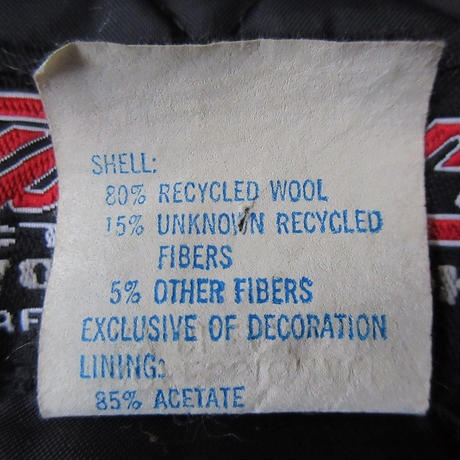 SHELL:
80% RECYCLED WOOL
15% UNKNOWN RECYCLED
FIBERS
5% OTHER FIBERS
EXCLUSIVE OF DECORATION
LINING:
85% ACETATE